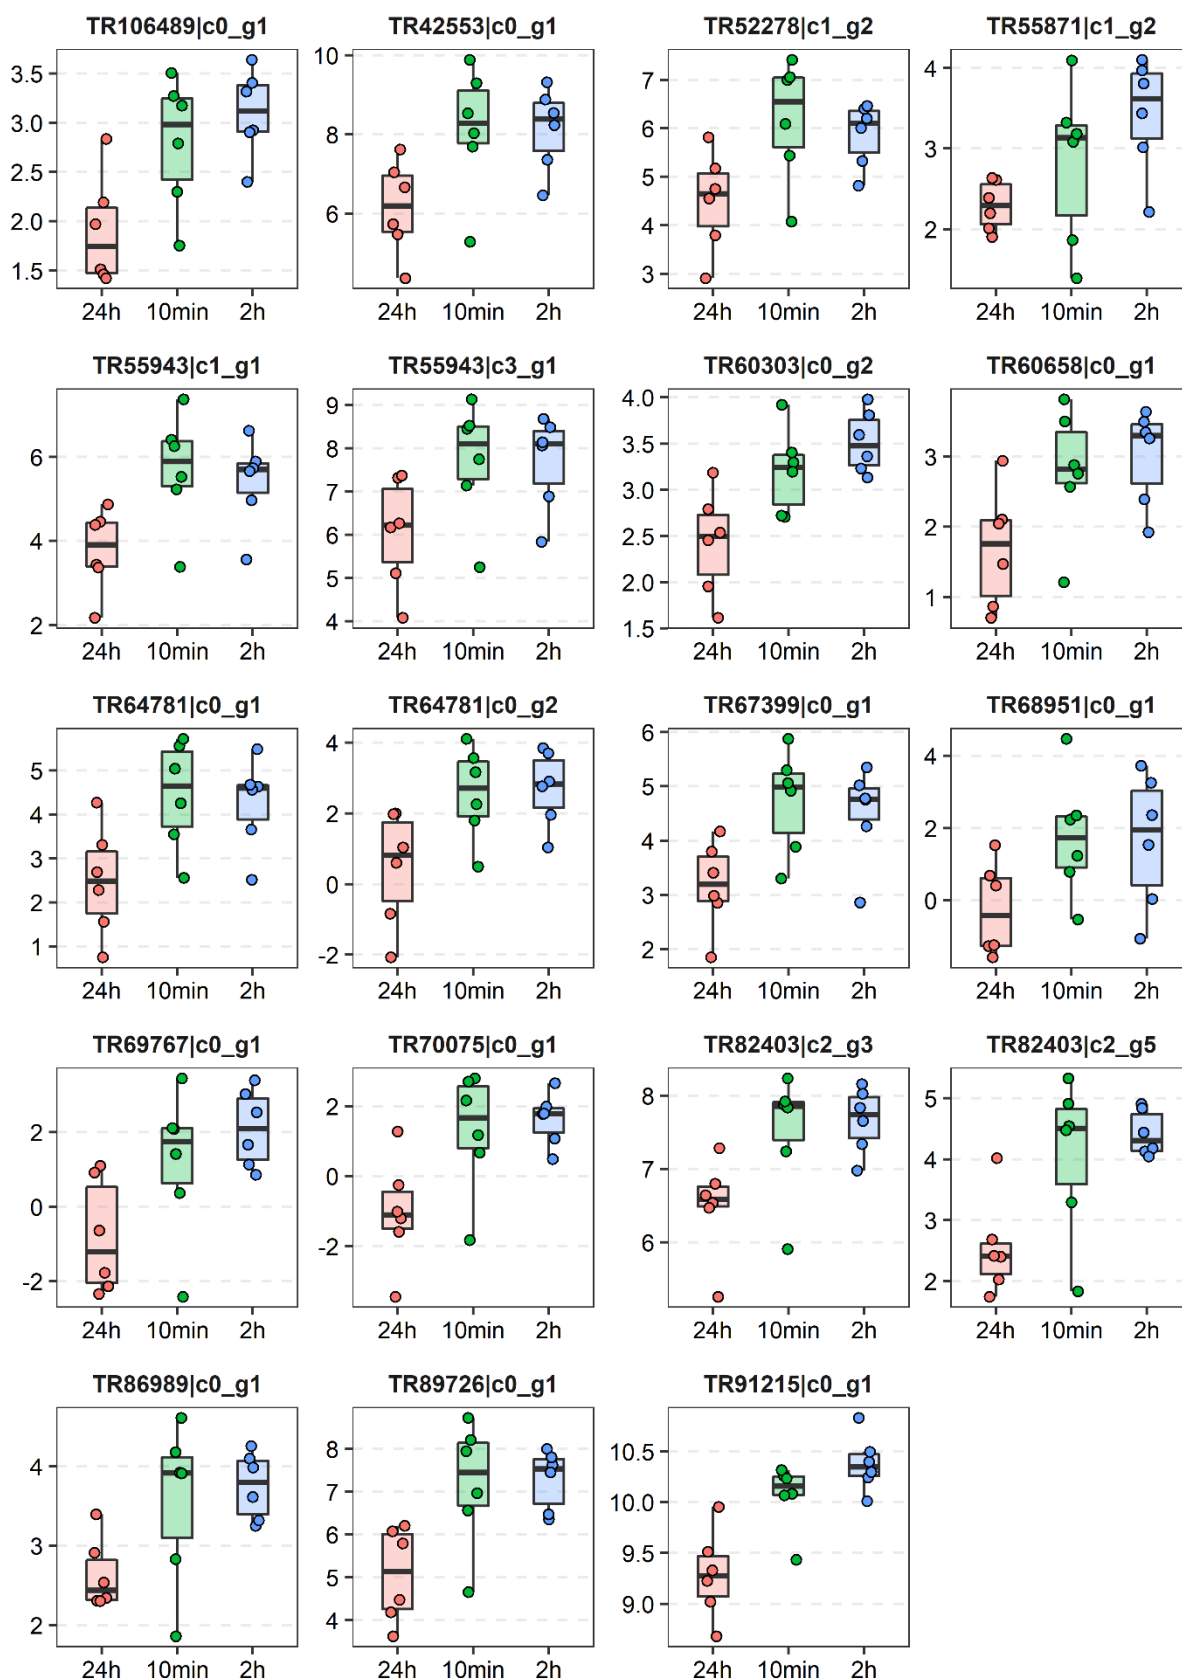 TR106489|c0_g1
3.5
3.0
2.5
2.0
1.5
24h 10min 2h
TR42553|c0_g1
10
8
6
24h 10min 2h
TR52278|c1_g2
7
6
5
4
3
24h 10min 2h
TR55871|c1_g2
4
3
2
24h 10min 2h
TR55943|c1_g1
6
4
2
24h 10min 2h
TR55943|c3_g1
9
8
7
6
5
4
24h 10min 2h
TR60303|c0_g2
4.0
3.5
3.0
2.5
2.0
1.5
24h 10min 2h
TR60658|c0_g1
3
2
1
24h 10min 2h
TR64781|c0_g1
5
4
3
2
1
24h 10min 2h
TR64781|c0_g2
4
2
0
-2
24h 10min 2h
TR67399|c0_g1
6
5
4
3
2
24h 10min 2h
TR68951|c0_g1
4
2
0
24h 10min 2h
TR69767|c0_g1
2
0
-2
24h 10min 2h
TR70075|c0_g1
2
0
-2
24h 10min 2h
TR82403|c2_g3
8
7
6
24h 10min 2h
TR82403|c2_g5
5
4
3
2
24h 10min 2h
TR86989|c0_g1
4
3
2
24h 10min 2h
TR89726|c0_g1
8
7
6
5
4
24h 10min 2h
TR91215|c0_g1
10.5
10.0
9.5
9.0
24h 10min 2h